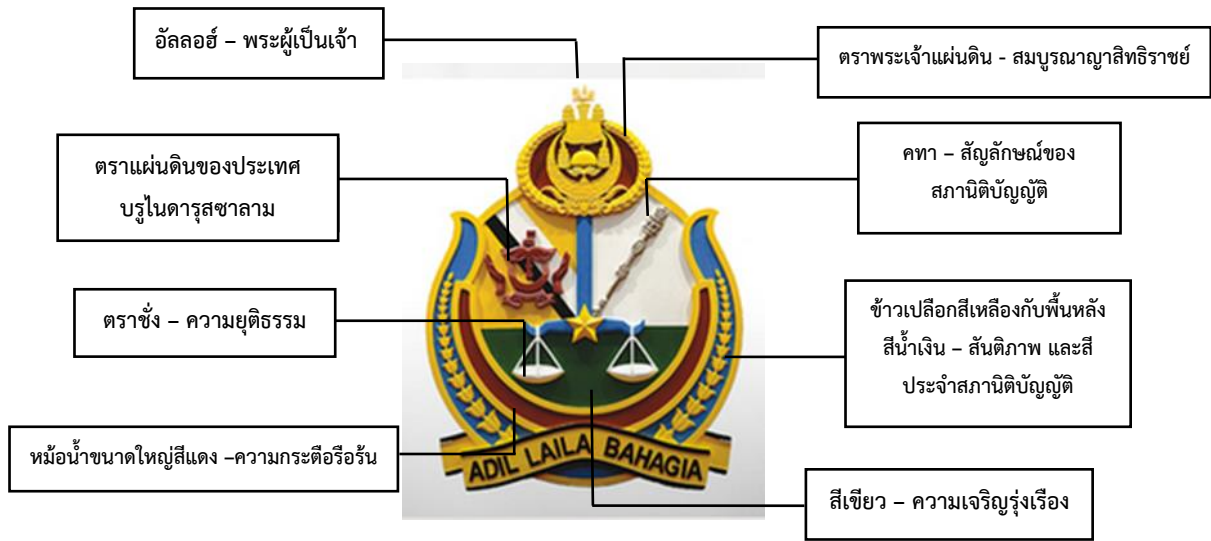 อัลลอฮ์ – พระผู้เป็นเจ้า
ตราพระเจ้าแผ่นดิน - สมบูรณาญาสิทธิราชย์
ตราแผ่นดินของประเทศ
บรูไนดารุสซาลาม
คทา – สัญลักษณ์ของ
สภานิติบัญญัติ
ตราชั่ง – ความยุติธรรม
ข้าวเปลือกสีเหลืองกับพื้นหลัง
สีน้ำเงิน – สันติภาพ และสี
ประจำสภานิติบัญญัติ
หม้อน้ำขนาดใหญ่สีแดง –ความกระตือรือร้น
ADIL LAILA BAHAGIA
สีเขียว – ความเจริญรุ่งเรือง